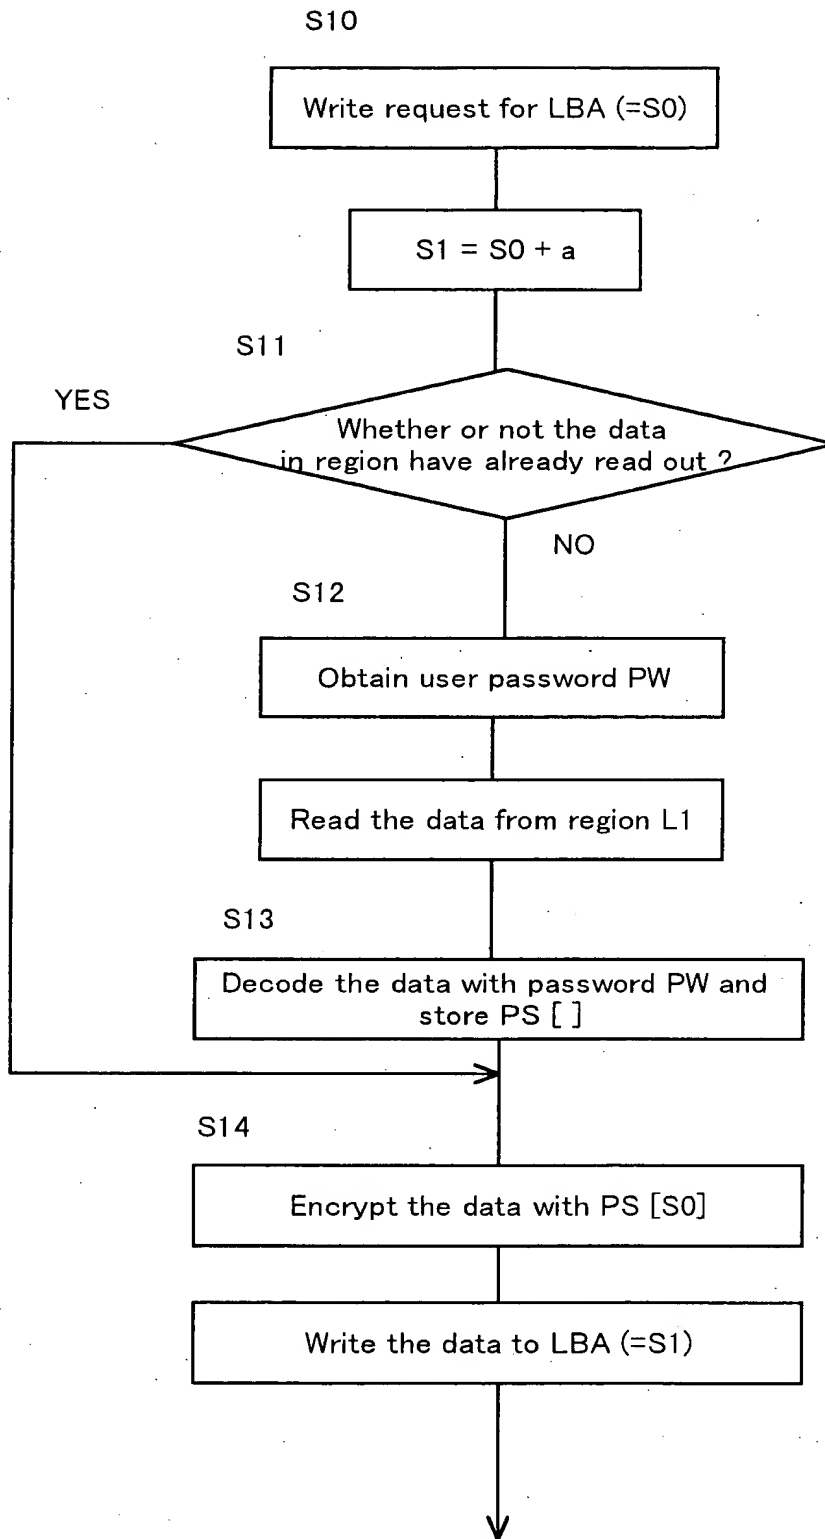 S10
Write request for LBA (=S0)
S1 = S0 + a
S11
YES
Whether or not the data
in region have already read out ?
NO
S12
Obtain user password PW
Read the data from region L1
S13
Decode the data with password PW and
store PS [ ]
S14
Encrypt the data with PS [S0]
Write the data to LBA (=S1)